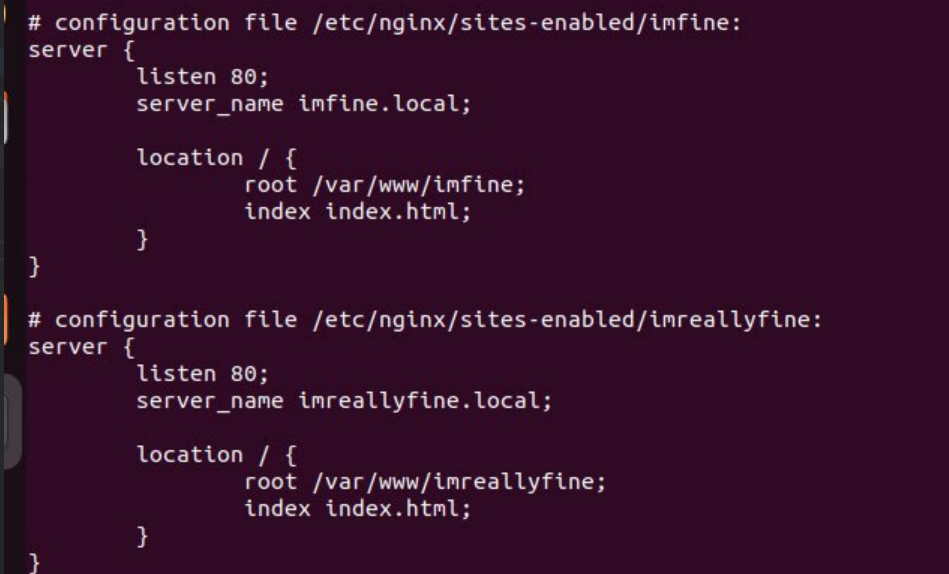 # configuration file /etc/nginx/sites-enabled/imfine:
server {
        listen 80;
        server_name imfine.local;

        location / {
                root /var/www/imfine;
                index index.html;
        }
}

# configuration file /etc/nginx/sites-enabled/imreallyfine:
server {
        listen 80;
        server_name imreallyfine.local;

        location / {
                root /var/www/imreallyfine;
                index index.html;
        }
}